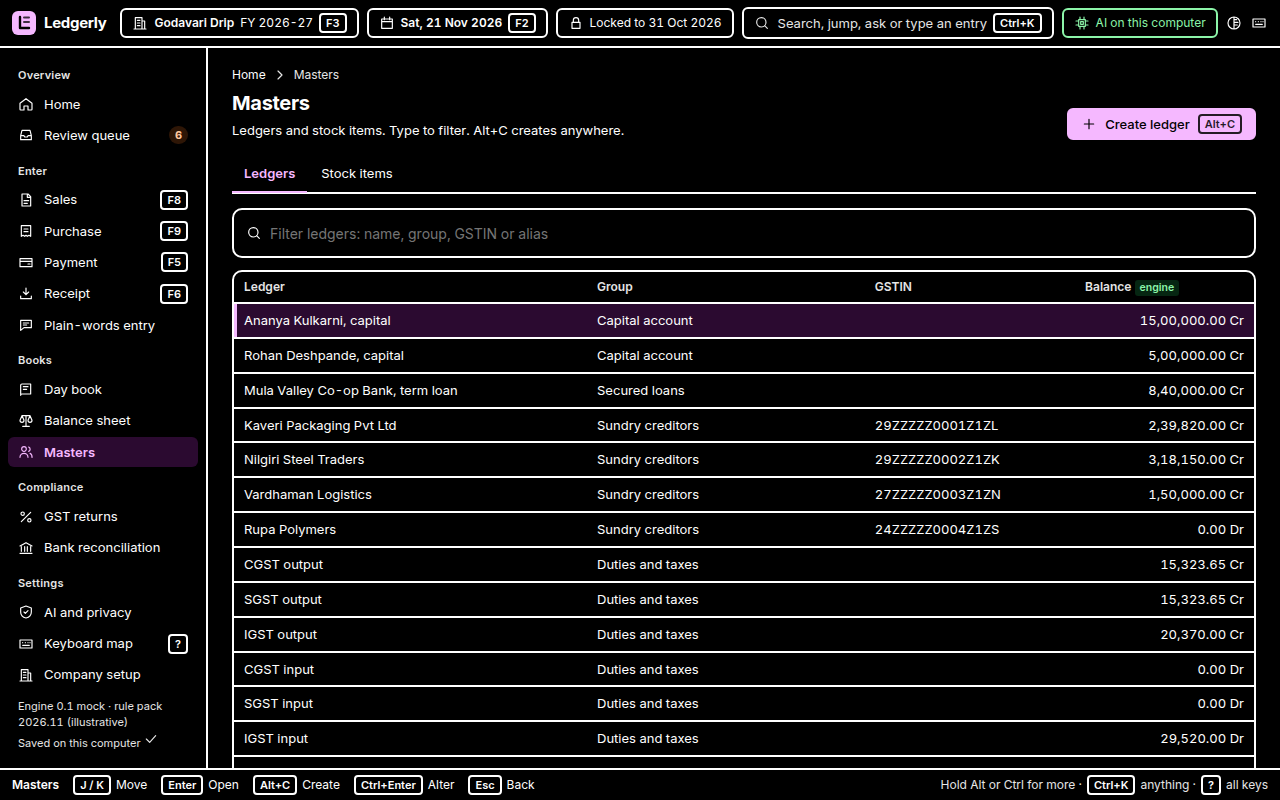 Ledgerly
Godavari Drip FY 2026-27 F3
Sat, 21 Nov 2026 F2
Locked to 31 Oct 2026
Search, jump, ask or type an entry Ctrl+K
AI on this computer
Overview
Home
Review queue 6
Enter
Sales F8
Purchase F9
Payment F5
Receipt F6
Plain-words entry
Books
Day book
Balance sheet
Masters
Compliance
GST returns
Bank reconciliation
Settings
AI and privacy
Keyboard map ?
Company setup
Engine 0.1 mock · rule pack
2026.11 (illustrative)
Saved on this computer
Home > Masters
Masters
Ledgers and stock items. Type to filter. Alt+C creates anywhere.
Create ledger Alt+C
Ledgers Stock items
Filter ledgers: name, group, GSTIN or alias
Ledger Group GSTIN Balance engine
Ananya Kulkarni, capital Capital account 15,00,000.00 Cr
Rohan Deshpande, capital Capital account 5,00,000.00 Cr
Mula Valley Co-op Bank, term loan Secured loans 8,40,000.00 Cr
Kaveri Packaging Pvt Ltd Sundry creditors 29ZZZZZ0001Z1ZL 2,39,820.00 Cr
Nilgiri Steel Traders Sundry creditors 29ZZZZZ0002Z1ZK 3,18,150.00 Cr
Vardhaman Logistics Sundry creditors 27ZZZZZ0003Z1ZN 1,50,000.00 Cr
Rupa Polymers Sundry creditors 24ZZZZZ0004Z1ZS 0.00 Dr
CGST output Duties and taxes 15,323.65 Cr
SGST output Duties and taxes 15,323.65 Cr
IGST output Duties and taxes 20,370.00 Cr
CGST input Duties and taxes 0.00 Dr
SGST input Duties and taxes 0.00 Dr
IGST input Duties and taxes 29,520.00 Dr
Masters J / K Move Enter Open Alt+C Create Ctrl+Enter Alter Esc Back
Hold Alt or Ctrl for more · Ctrl+K anything · ? all keys